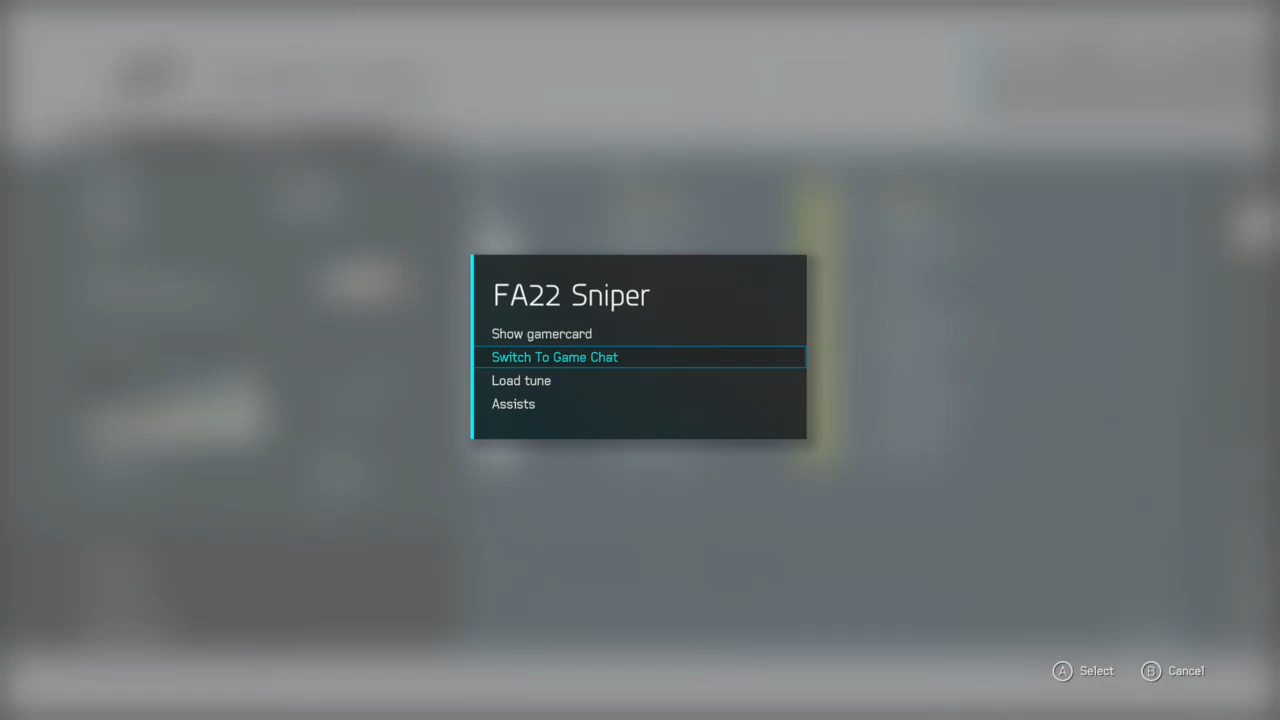 FA22 Sniper
Show gamercard
Switch To Game Chat
Load tune
Assists
A Select B Cancel